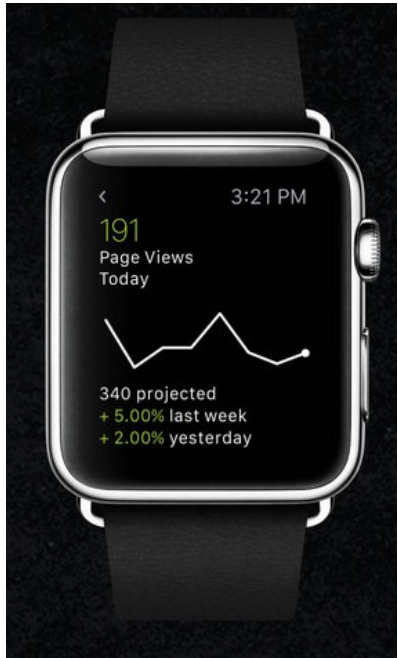 < 3:21 PM
191
Page Views
Today
340 projected
+ 5.00% last week
+ 2.00% yesterday